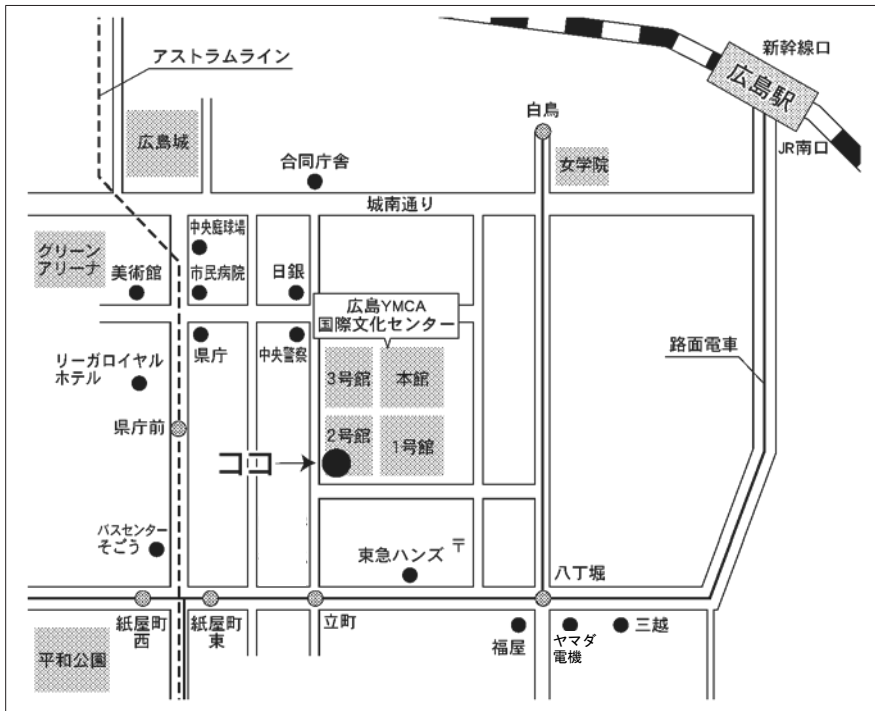 アストラムライン
新幹線口
広島駅
JR南口
広島城
白鳥
合同庁舎
女学院
城南通り
中央庭球場
グリーン
アリーナ
美術館
市民病院
日銀
広島YMCA
国際文化センター
県庁
中央警察
路面電車
リーガロイヤル
ホテル
3号館
本館
県庁前
2号館
1号館
ココ
バスセンター
そごう
東急ハンズ
〒
八丁堀
紙屋町
西
紙屋町
東
立町
福屋
ヤマダ
電機
三越
平和公園